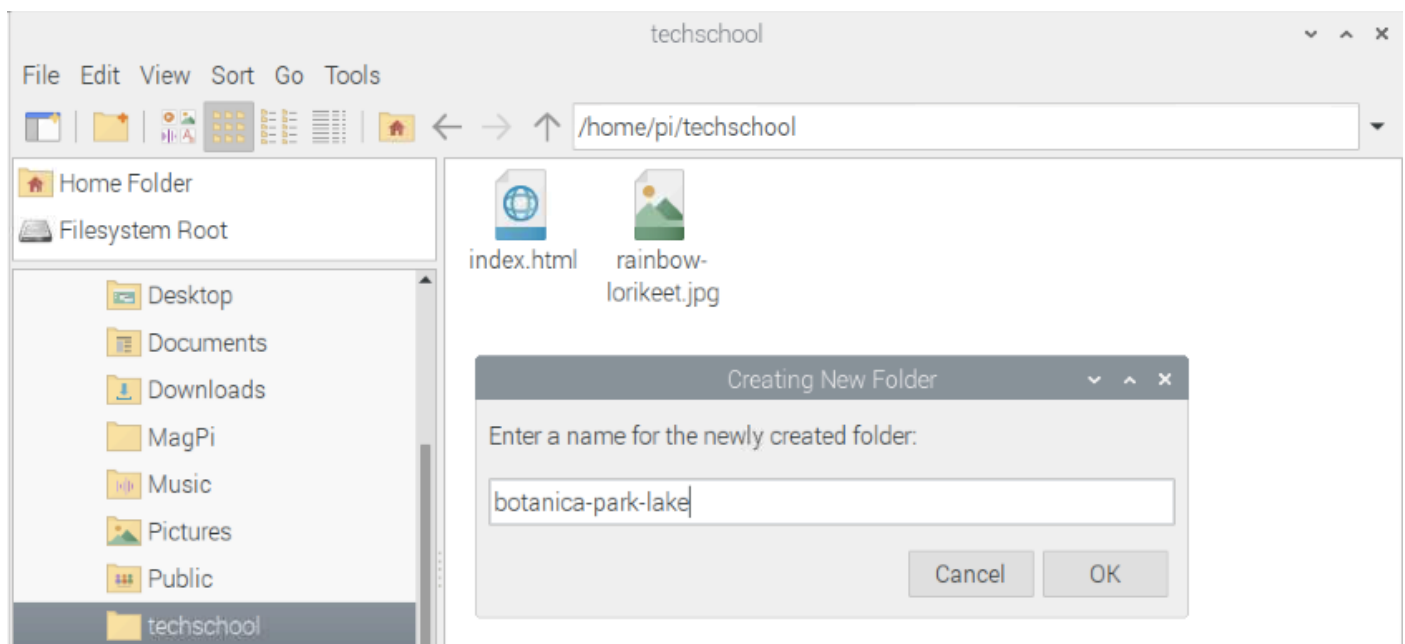 techschool
File Edit View Sort Go Tools
/home/pi/techschool
Home Folder
Filesystem Root
Desktop
Documents
Downloads
MagPi
Music
Pictures
Public
techschool
index.html
rainbow-
lorikeet.jpg
Creating New Folder
Enter a name for the newly created folder:
botanica-park-lake
Cancel OK